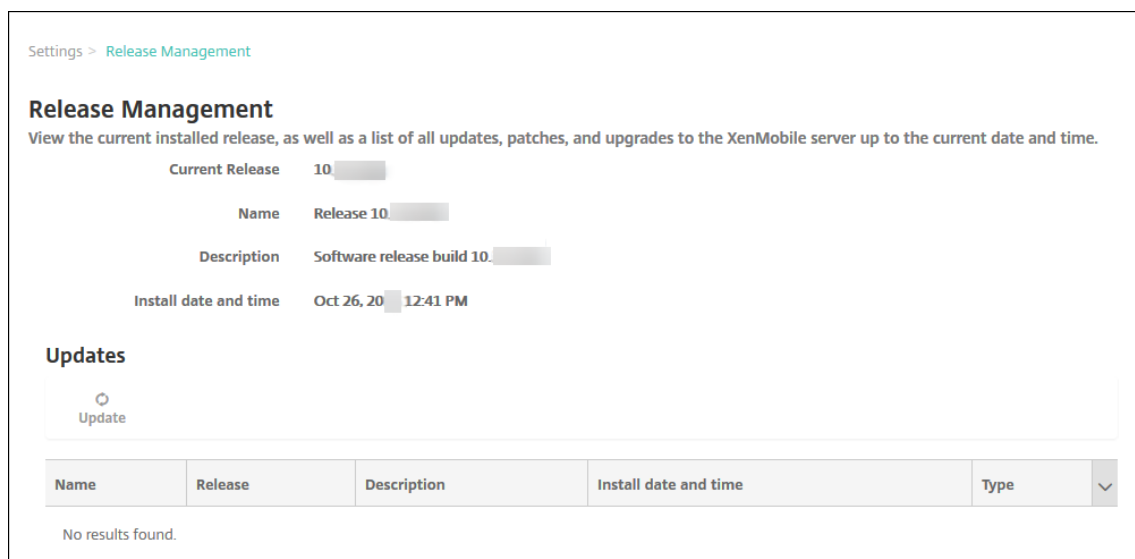 Settings > Release Management
Release Management
View the current installed release, as well as a list of all updates, patches, and upgrades to the XenMobile server up to the current date and time.
Current Release 10.
Name Release 10.
Description Software release build 10.
Install date and time Oct 26, 20 12:41 PM
Updates
Update
Name Release Description Install date and time Type
No results found.